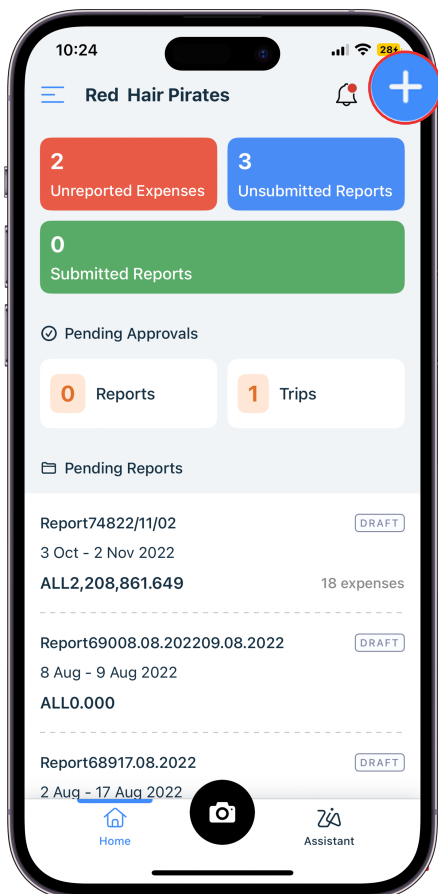 10:24
28
Red Hair Pirates
2
Unreported Expenses
3
Unsubmitted Reports
0
Submitted Reports
Pending Approvals
0 Reports
1 Trips
Pending Reports
Report74822/11/02 DRAFT
3 Oct - 2 Nov 2022
ALL2,208,861.649 18 expenses
Report69008.08.202209.08.2022 DRAFT
8 Aug - 9 Aug 2022
ALL0.000
Report68917.08.2022 DRAFT
2 Aug - 17 Aug 2022
Home
Zia
Assistant